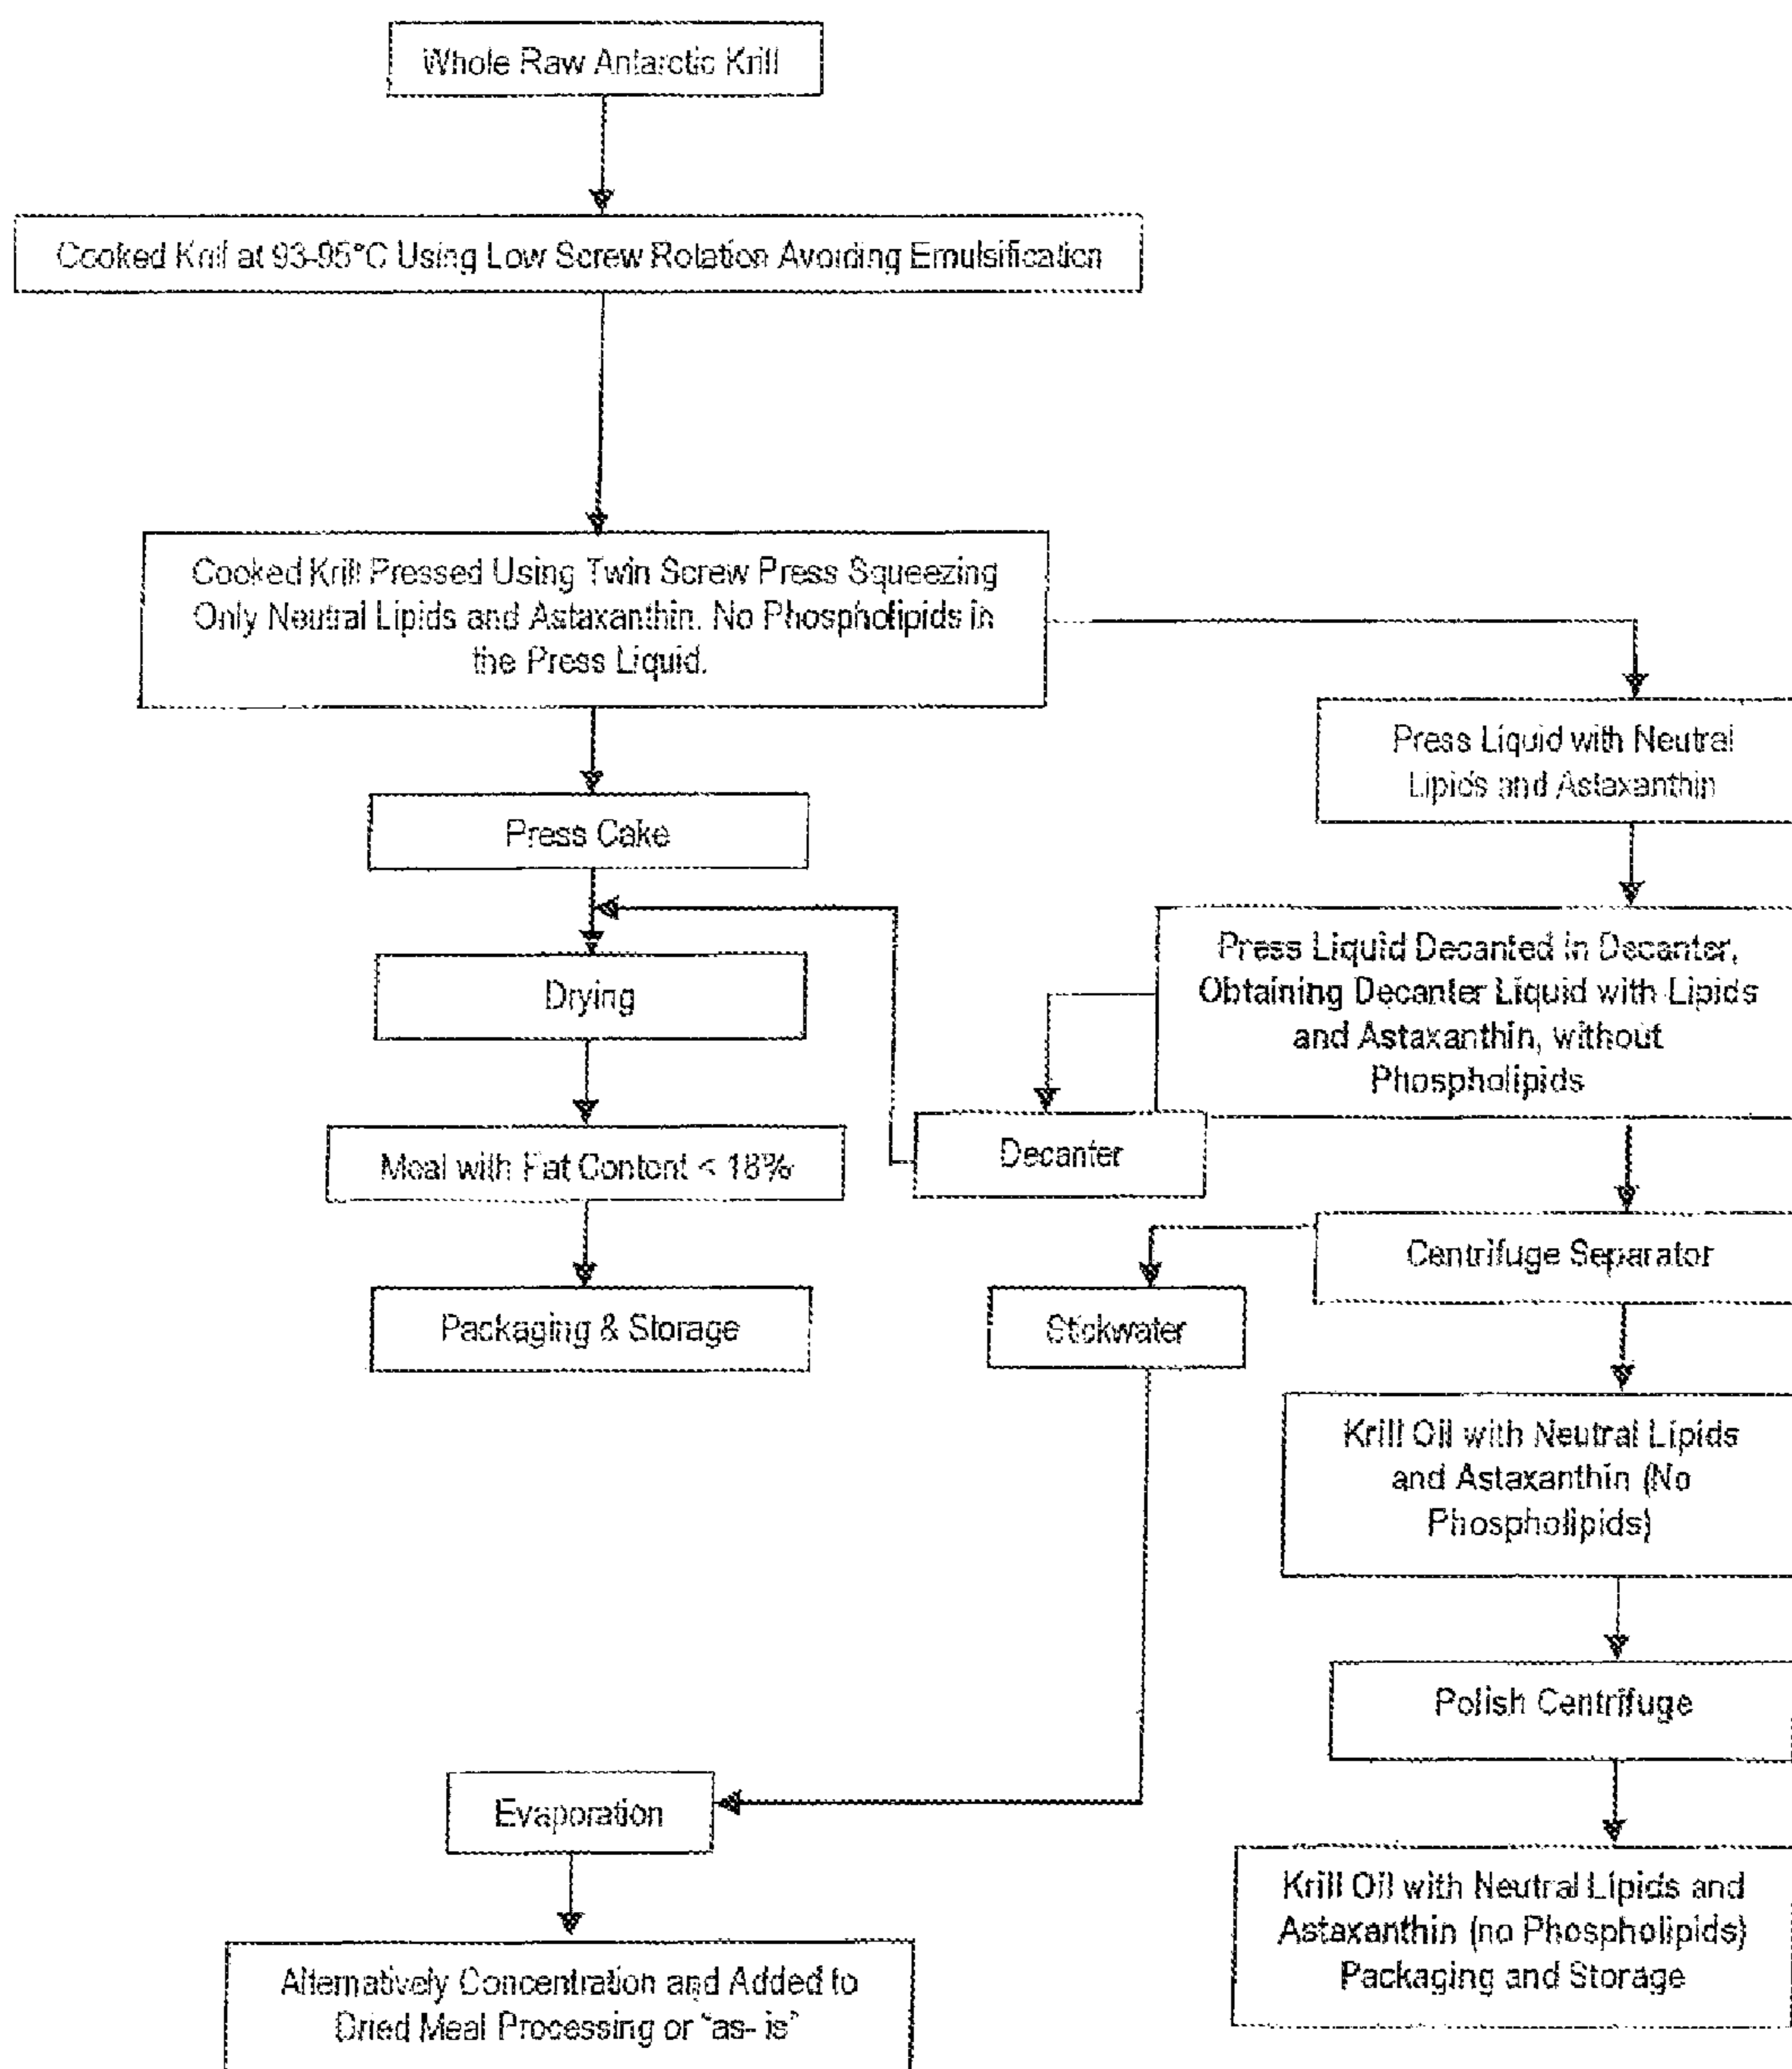 Whole Raw Antarctic Krill
Cooked Krill at 93-95°C Using Low Screw Rotation Avoiding Emulsification
Cooked Krill Pressed Using Twin Screw Press Squeezing
Only Neutral Lipids and Astaxanthin. No Phospholipids in
the Press Liquid.
Press Liquid with Neutral
Lipids and Astaxanthin
Press Cake
Press Liquid Decanted in Decanter,
Obtaining Decanter Liquid with Lipids
and Astaxanthin, without
Phospholipids
Drying
Decanter
Meal with Fat Content < 18%
Centrifuge Separator
Packaging & Storage
Stickwater
Krill Oil with Neutral Lipids
and Astaxanthin (No
Phospholipids)
Polish Centrifuge
Evaporation
Krill Oil with Neutral Lipids and
Astaxanthin (no Phospholipids)
Packaging and Storage
Alternatively Concentration and Added to
Dried Meal Processing or "as- is"